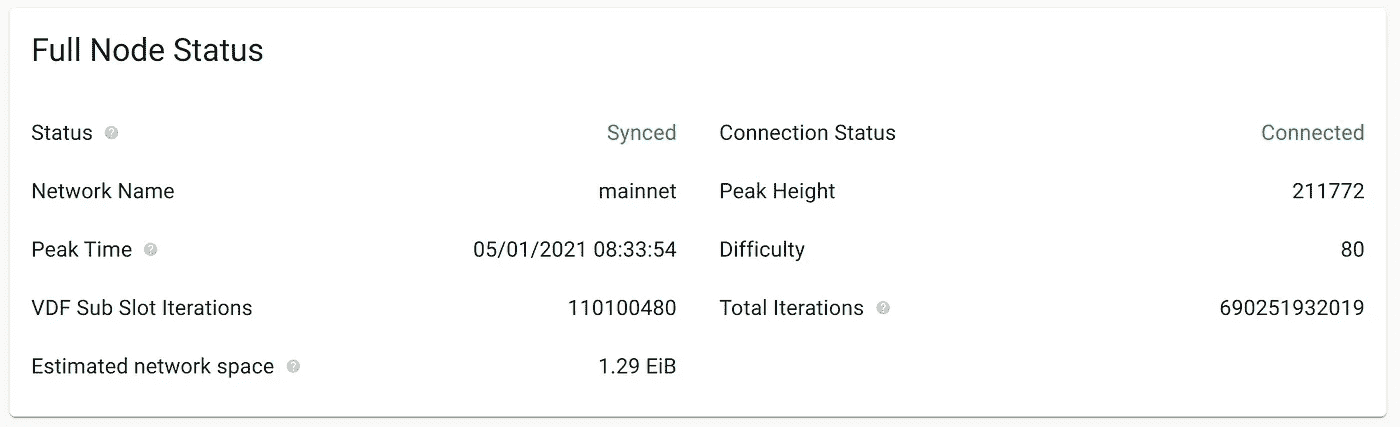 Full Node Status
Status Synced Connection Status Connected
Network Name mainnet Peak Height 211772
Peak Time 05/01/2021 08:33:54 Difficulty 80
VDF Sub Slot Iterations 110100480 Total Iterations 690251932019
Estimated network space 1.29 EiB